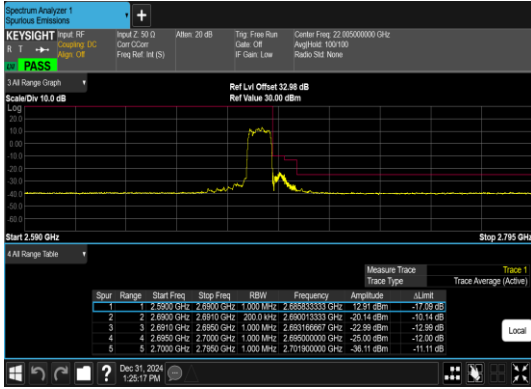 Spectrum Analyzer 1
Spurious Emissions
KEYSIGHT Input: RF Input Z: 50 Ω Atten: 20 dB Trig: Free Run Center Freq: 22.005000000 GHz
R T Coupling: DC Corr CCorr Gate: Off Avg|Hold: 100/100
Align: Off Freq Ref: Int (S) IF Gain: Low Radio Std: None
PASS
3 All Range Graph
Ref Lvl Offset 32.98 dB
Scale/Div 10.0 dB Ref Value 30.00 dBm
Log
20.0
10.0
0.00
-10.0
-20.0
-30.0
-40.0
-50.0
-60.0
Start 2.590 GHz Stop 2.795 GHz
4 All Range Table
Measure Trace Trace 1
Trace Type Trace Average (Active)
Spur Range Start Freq Stop Freq RBW Frequency Amplitude ΔLimit
1 1 2.5900 GHz 2.6900 GHz 1.000 MHz 2.685833333 GHz 12.91 dBm -17.09 dB
2 2 2.6900 GHz 2.6910 GHz 200.0 kHz 2.690013333 GHz -20.14 dBm -10.14 dB
3 3 2.6910 GHz 2.6950 GHz 1.000 MHz 2.693166667 GHz -22.99 dBm -12.99 dB
4 4 2.6950 GHz 2.7000 GHz 1.000 MHz 2.695000000 GHz -25.00 dBm -12.00 dB
5 5 2.7000 GHz 2.7950 GHz 1.000 MHz 2.701900000 GHz -36.11 dBm -11.11 dB
Local
?
Dec 31, 2024
1:25:17 PM